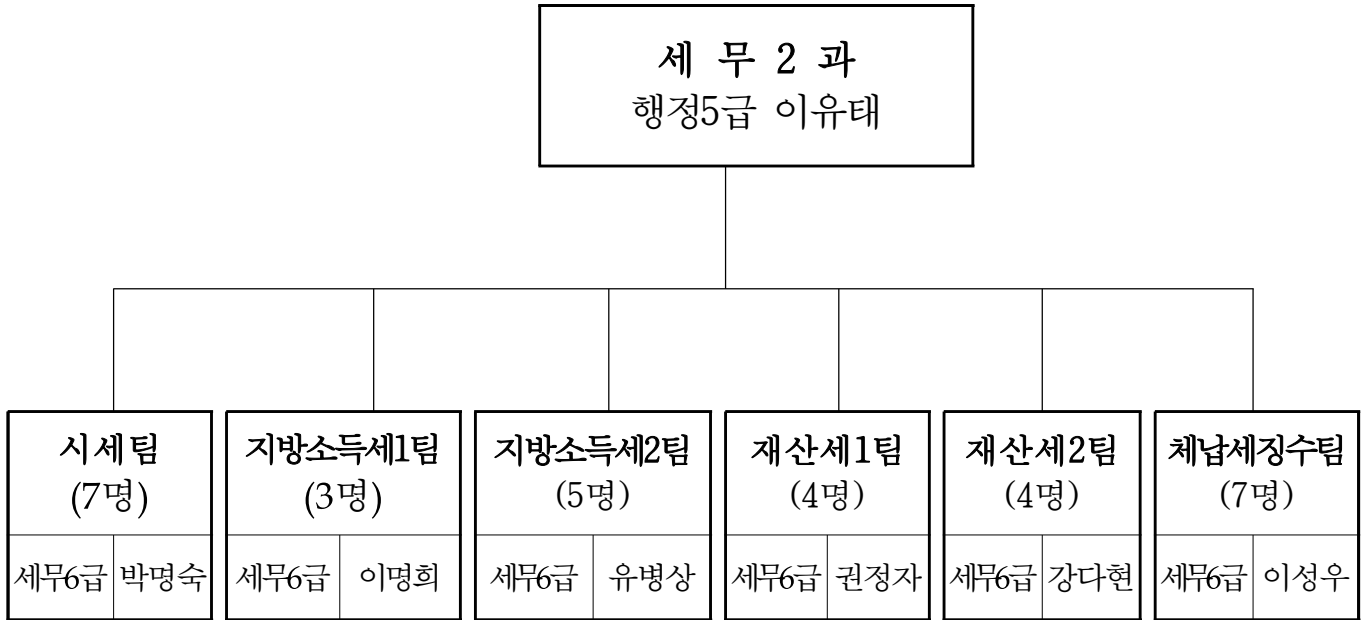 세 무 2 과
행정5급 이유태
시세팀
(7명)
세무6급 박명숙
지방소득세1팀
(3명)
세무6급 이명희
지방소득세2팀
(5명)
세무6급 유병상
재산세1팀
(4명)
세무6급 권정자
재산세2팀
(4명)
세무6급 강다현
체납세징수팀
(7명)
세무6급 이성우